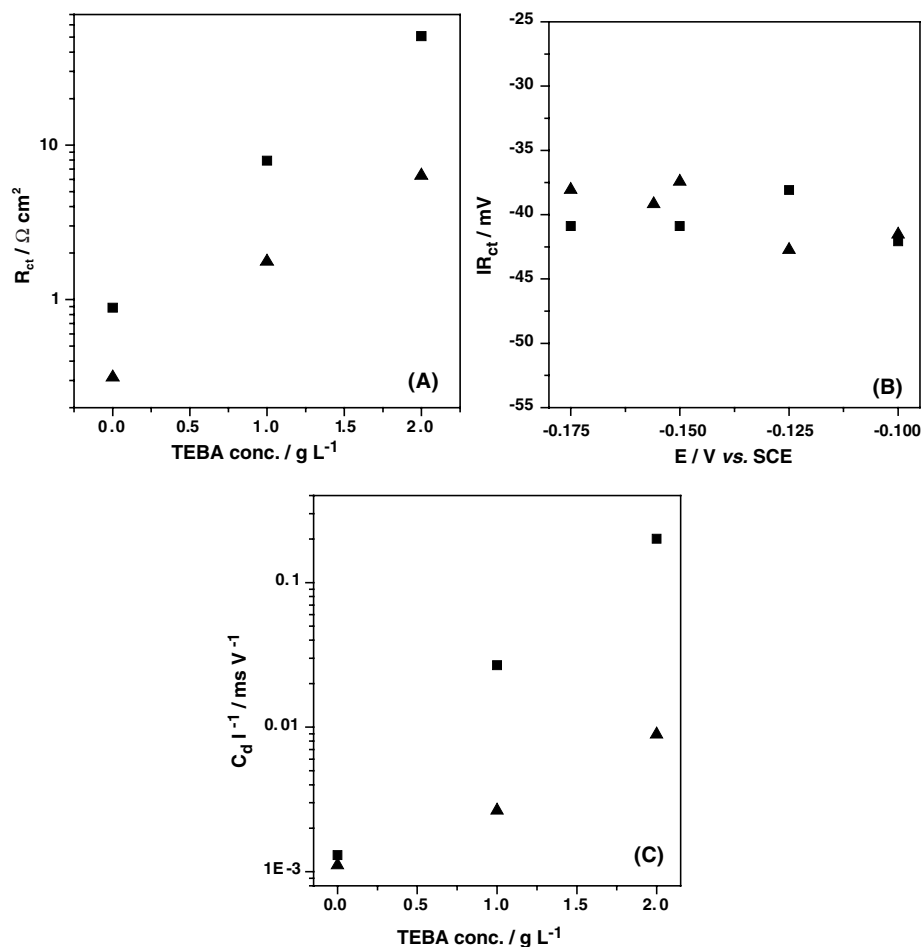 10
1
R_ct / Ω cm²
0.0 0.5 1.0 1.5 2.0
TEBA conc. / g L⁻¹
(A)
-25
-30
-35
-40
-45
-50
-55
IR_ct / mV
-0.175 -0.150 -0.125 -0.100
E / V vs. SCE
(B)
0.1
0.01
1E-3
C_d I⁻¹ / ms V⁻¹
0.0 0.5 1.0 1.5 2.0
TEBA conc. / g L⁻¹
(C)